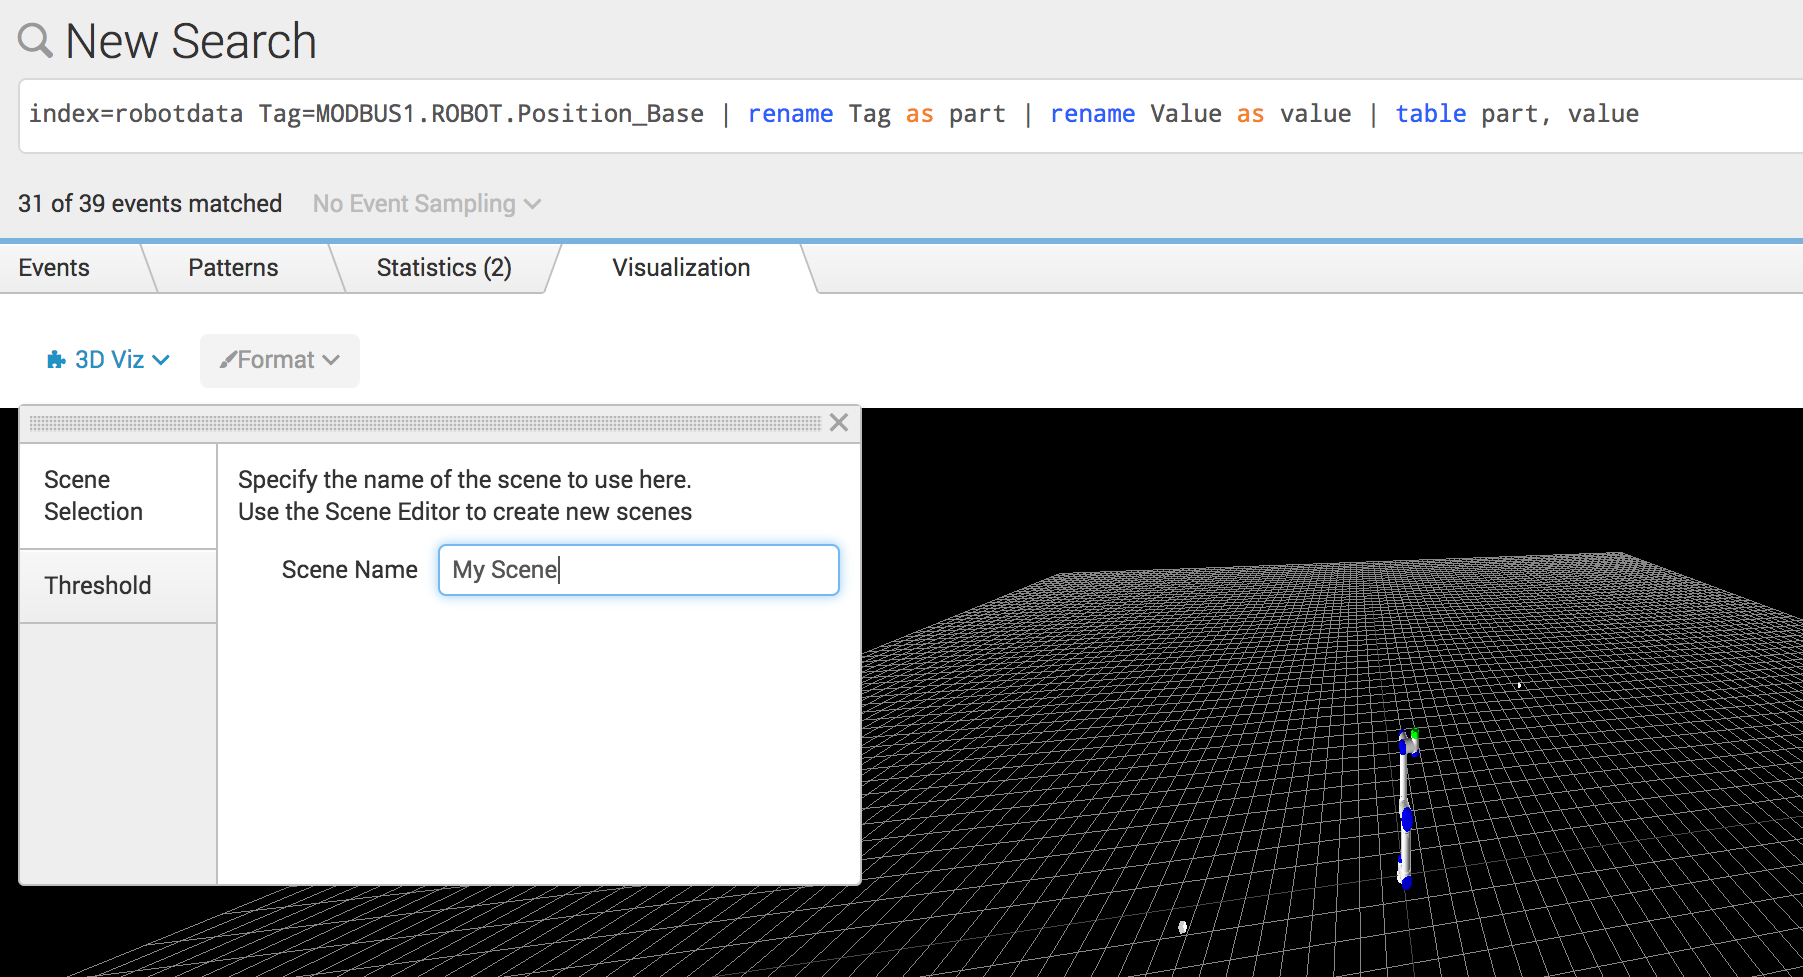 New Search
index=robotdata Tag=MODBUS1.ROBOT.Position_Base | rename Tag as part | rename Value as value | table part, value
31 of 39 events matched No Event Sampling
Events Patterns Statistics (2) Visualization
3D Viz Format
Scene Selection
Threshold
Specify the name of the scene to use here.
Use the Scene Editor to create new scenes
Scene Name My Scene